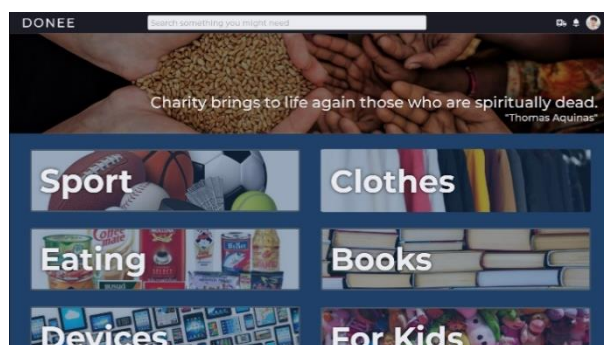 DONEE
Search something you might need
Charity brings to life again those who are spiritually dead.
"Thomas Aquinas"
Sport
Clothes
Eating
Books
Devices
For Kids